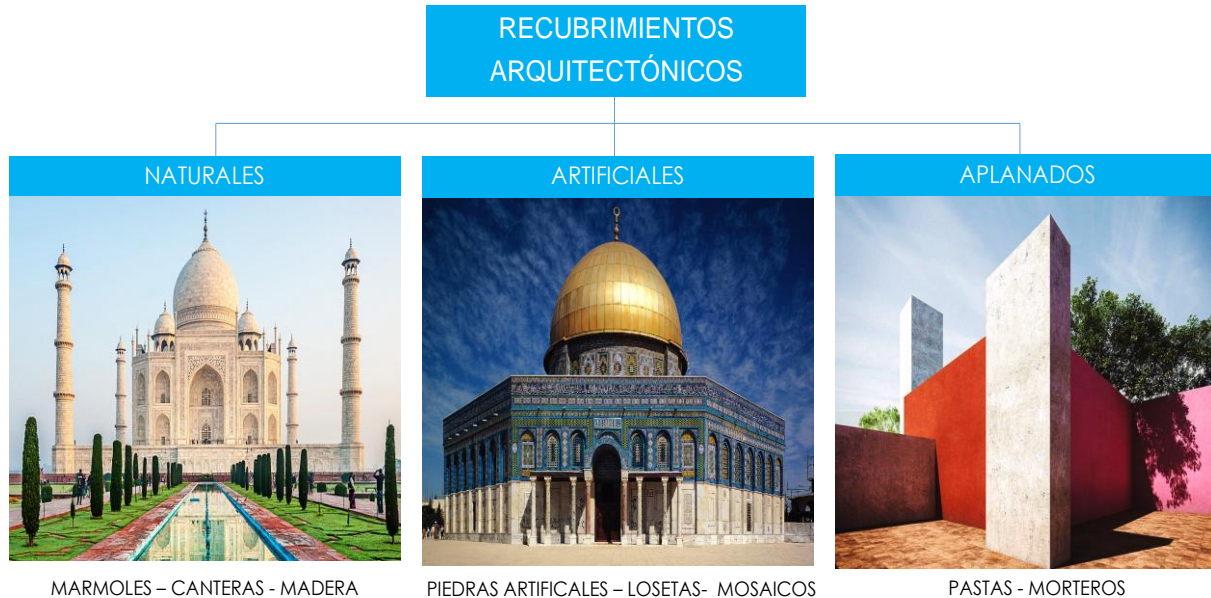 RECUBRIMIENTOS
ARQUITECTÓNICOS
NATURALES
ARTIFICIALES
APLANADOS
MARMOLES – CANTERAS - MADERA
PIEDRAS ARTIFICALES – LOSETAS- MOSAICOS
PASTAS - MORTEROS